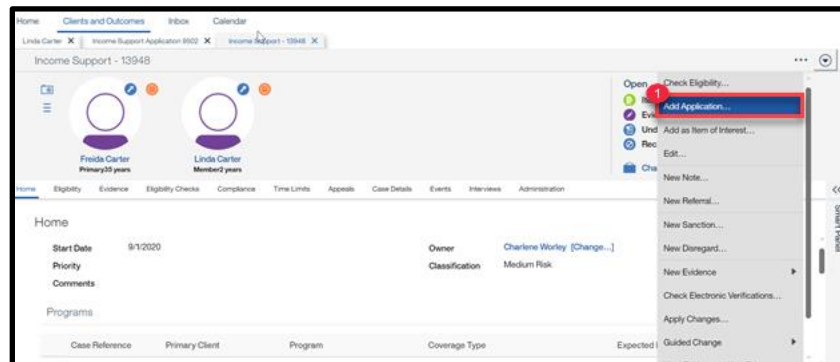 Home Clients and Outcomes Inbox Calendar
Linda Carter X Income Support Application 9502 X Income Support - 13948 X
Income Support - 13948
Open
Check Eligibility...
1
Add Application...
Add as Item of Interest...
Edit...
New Note...
New Referral...
New Sanction...
New Disregard...
New Evidence
Check Electronic Verifications...
Apply Changes...
Guided Change
Und
Rec
Cha
Freida Carter
Primary35 years
Linda Carter
Member2 years
Home Eligibility Evidence Eligibility Checks Compliance Time Limits Appeals Case Details Events Interviews Administration
Smart Panel
Home
Start Date 9/1/2020 Owner Charlene Worley [Change...]
Priority Classification Medium Risk
Comments
Programs
Case Reference Primary Client Program Coverage Type Expected